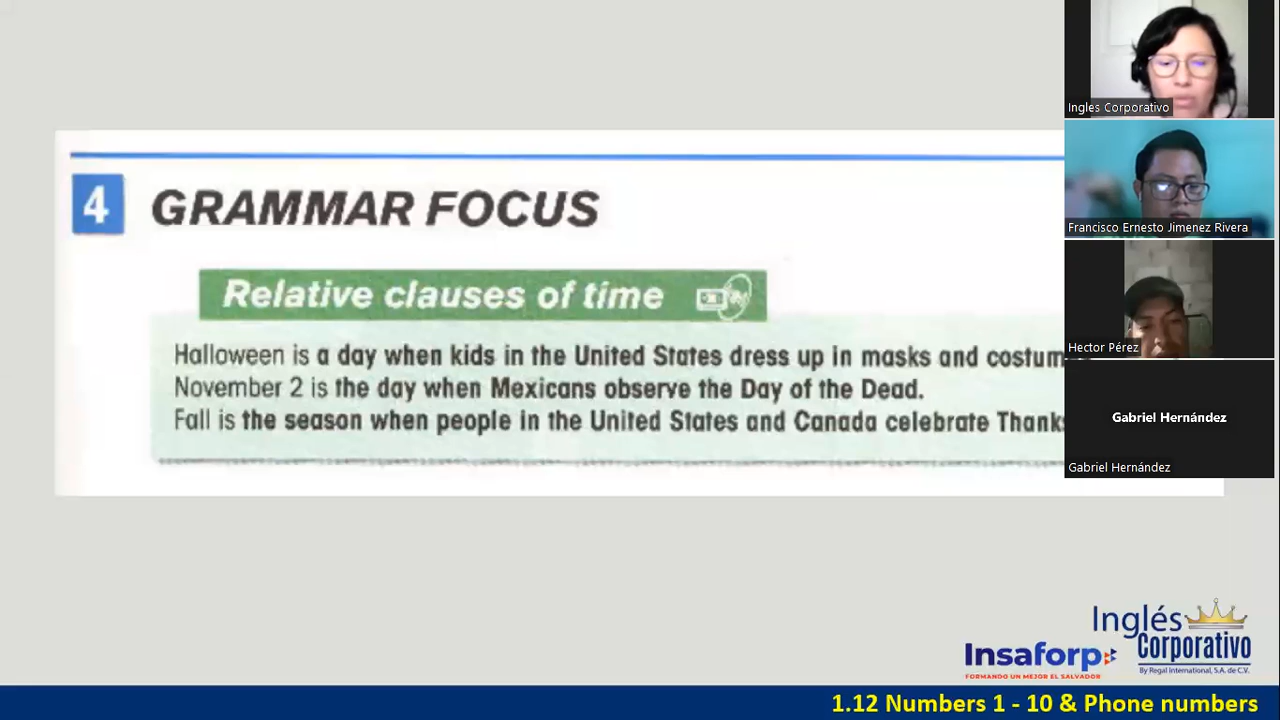 4 GRAMMAR FOCUS
Relative clauses of time
Halloween is a day when kids in the United States dress up in masks and costum
November 2 is the day when Mexicans observe the Day of the Dead.
Fall is the season when people in the United States and Canada celebrate Thanks
Ingles Corporativo
Francisco Ernesto Jimenez Rivera
Hector Pérez
Gabriel Hernández
Gabriel Hernández
Insaforp
FORMANDO UN MEJOR EL SALVADOR
Inglés
Corporativo
By Regal International, S.A. de C.V.
1.12 Numbers 1 - 10 & Phone numbers